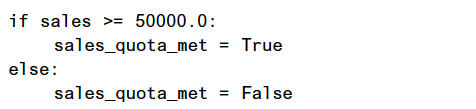 if sales >= 50000.0:
    sales_quota_met = True
else:
    sales_quota_met = False